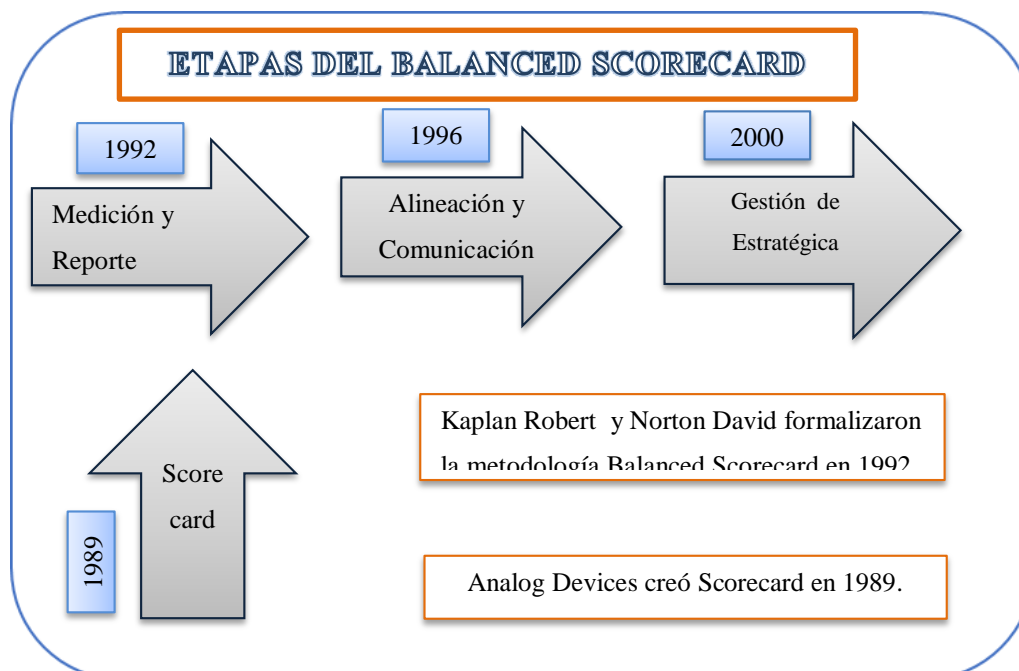 ETAPAS DEL BALANCED SCORECARD
1992
Medición y
Reporte
1996
Alineación y
Comunicación
2000
Gestión de
Estratégica
1989
Score
card
Kaplan Robert y Norton David formalizaron
la metodología Balanced Scorecard en 1992
Analog Devices creó Scorecard en 1989.